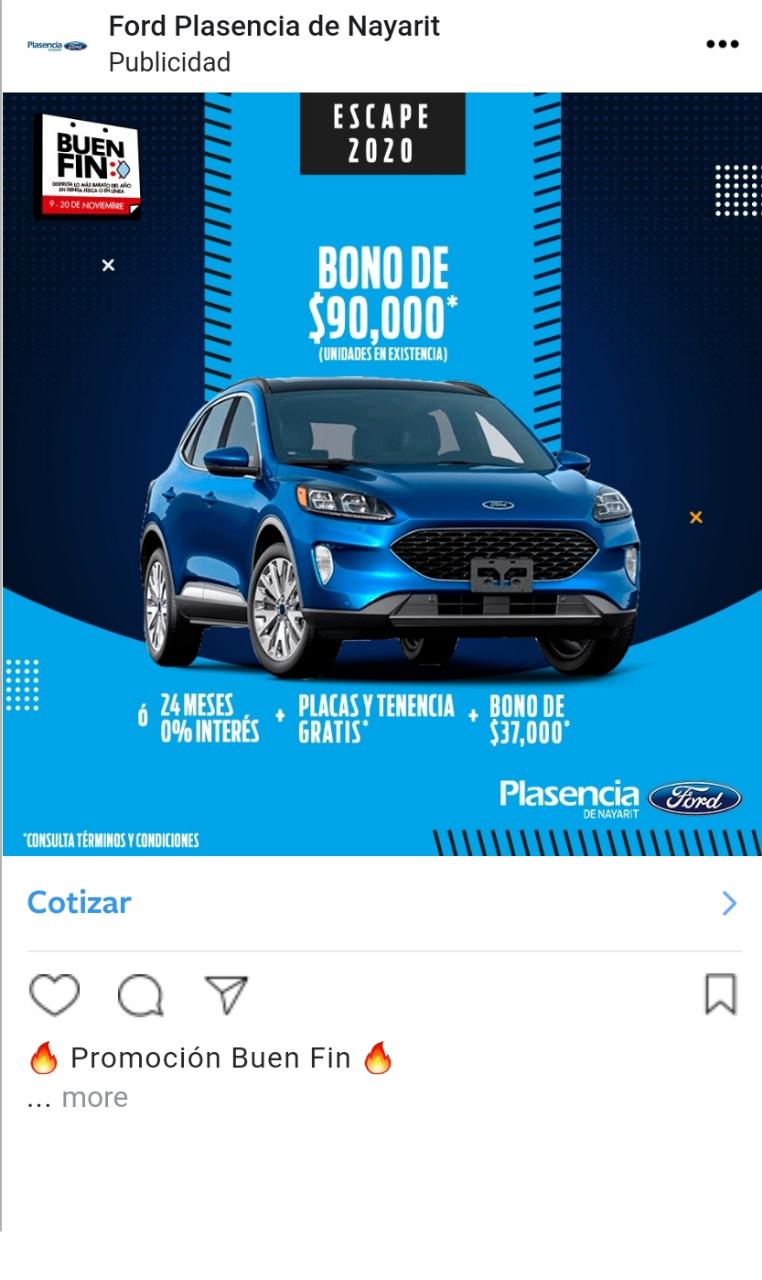 Plasencia Ford
Ford Plasencia de Nayarit
Publicidad
BUEN
FIN:
DISFRUTA LO MÁS BARATO DEL AÑO
EN TIENDA FÍSICA O EN LÍNEA
9 - 20 DE NOVIEMBRE
ESCAPE
2020
BONO DE
$90,000*
(UNIDADES EN EXISTENCIA)
Ford
ó 24 MESES
0% INTERÉS
+ PLACAS Y TENENCIA
GRATIS*
+ BONO DE
$37,000*
Plasencia Ford
DE NAYARIT
*CONSULTA TÉRMINOS Y CONDICIONES
Cotizar
🔥 Promoción Buen Fin 🔥
... more